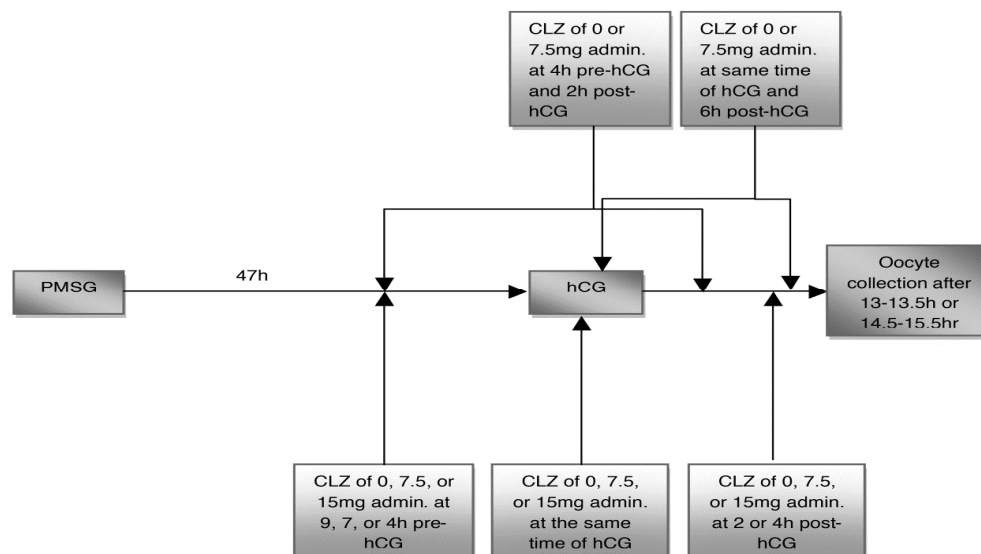 CLZ of 0 or
7.5mg admin.
at 4h pre-hCG
and 2h post-
hCG
CLZ of 0 or
7.5mg admin.
at same time
of hCG and
6h post-hCG
47h
PMSG
hCG
Oocyte
collection after
13-13.5h or
14.5-15.5hr
CLZ of 0, 7.5, or
15mg admin. at
9, 7, or 4h pre-
hCG
CLZ of 0, 7.5,
or 15mg admin.
at the same
time of hCG
CLZ of 0, 7.5,
or 15mg admin.
at 2 or 4h post-
hCG